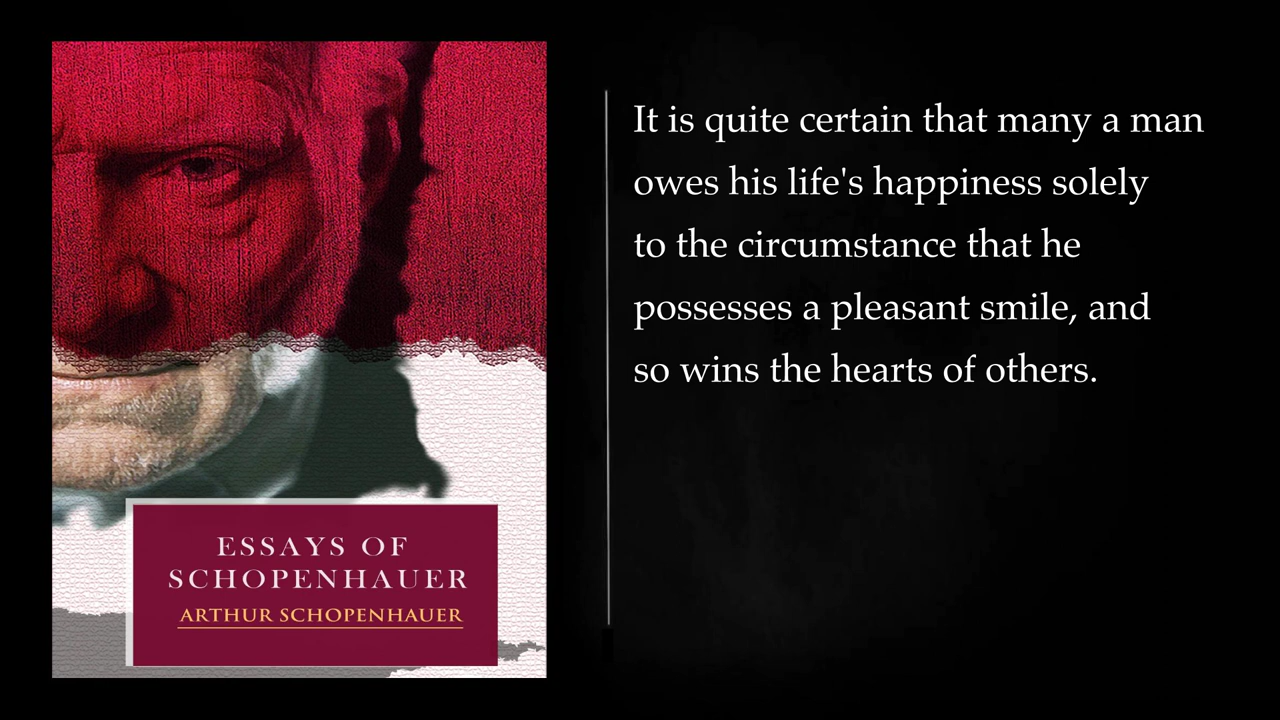 ESSAYS OF
SCHOPENHAUER
ARTHUR SCHOPENHAUER
It is quite certain that many a man
owes his life's happiness solely
to the circumstance that he
possesses a pleasant smile, and
so wins the hearts of others.